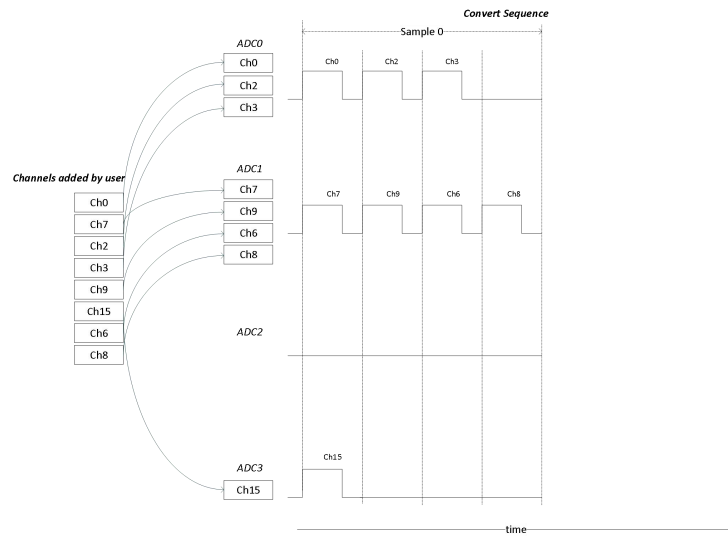 Convert Sequence
Sample 0
ADC0
Ch0
Ch2
Ch3
Ch0
Ch2
Ch3
Channels added by user
Ch0
Ch7
Ch2
Ch3
Ch9
Ch15
Ch6
Ch8
ADC1
Ch7
Ch9
Ch6
Ch8
Ch7
Ch9
Ch6
Ch8
ADC2
ADC3
Ch15
Ch15
time